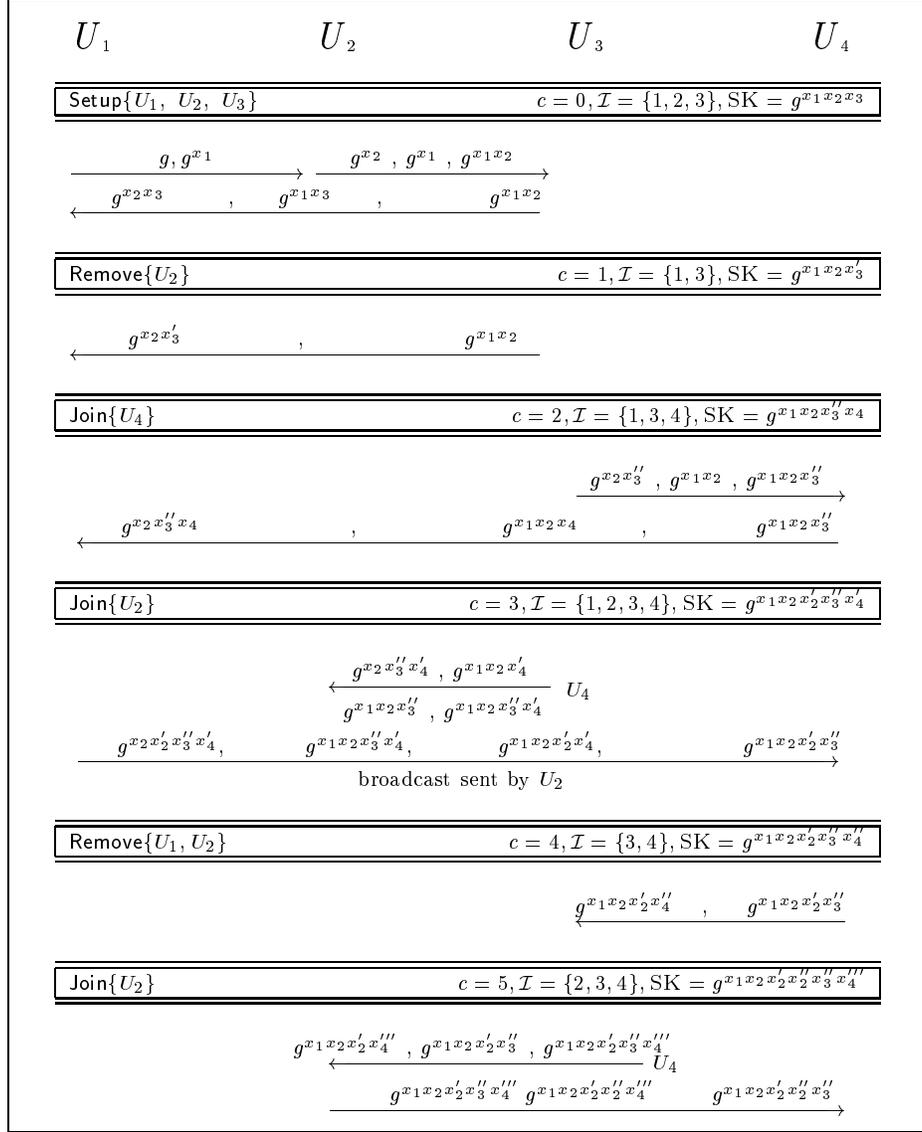 U₁ U₂ U₃ U₄
Setup{U₁, U₂, U₃} c = 0, ℐ = {1, 2, 3}, SK = g^{x₁x₂x₃}
g, g^{x₁} g^{x₂} , g^{x₁} , g^{x₁x₂}
g^{x₂x₃} , g^{x₁x₃} , g^{x₁x₂}
Remove{U₂} c = 1, ℐ = {1, 3}, SK = g^{x₁x₂x₃′}
g^{x₂x₃′} , g^{x₁x₂}
Join{U₄} c = 2, ℐ = {1, 3, 4}, SK = g^{x₁x₂x₃″x₄}
g^{x₂x₃″} , g^{x₁x₂} , g^{x₁x₂x₃″}
g^{x₂x₃″x₄} , g^{x₁x₂x₄} , g^{x₁x₂x₃″}
Join{U₂} c = 3, ℐ = {1, 2, 3, 4}, SK = g^{x₁x₂x₂′x₃″x₄′}
g^{x₂x₃″x₄′} , g^{x₁x₂x₄′}
U₄
g^{x₁x₂x₃″} , g^{x₁x₂x₃″x₄′}
g^{x₂x₂′x₃″x₄′}, g^{x₁x₂x₃″x₄′}, g^{x₁x₂x₂′x₄′}, g^{x₁x₂x₂′x₃″}
broadcast sent by U₂
Remove{U₁, U₂} c = 4, ℐ = {3, 4}, SK = g^{x₁x₂x₂′x₃″x₄″}
g^{x₁x₂x₂′x₄″} , g^{x₁x₂x₂′x₃″}
Join{U₂} c = 5, ℐ = {2, 3, 4}, SK = g^{x₁x₂x₂′x₂″x₃″x₄‴}
g^{x₁x₂x₂′x₄‴} , g^{x₁x₂x₂′x₃″} , g^{x₁x₂x₂′x₃″x₄‴}
U₄
g^{x₁x₂x₂′x₃″x₄‴} g^{x₁x₂x₂′x₂″x₄‴} g^{x₁x₂x₂′x₂″x₃″}